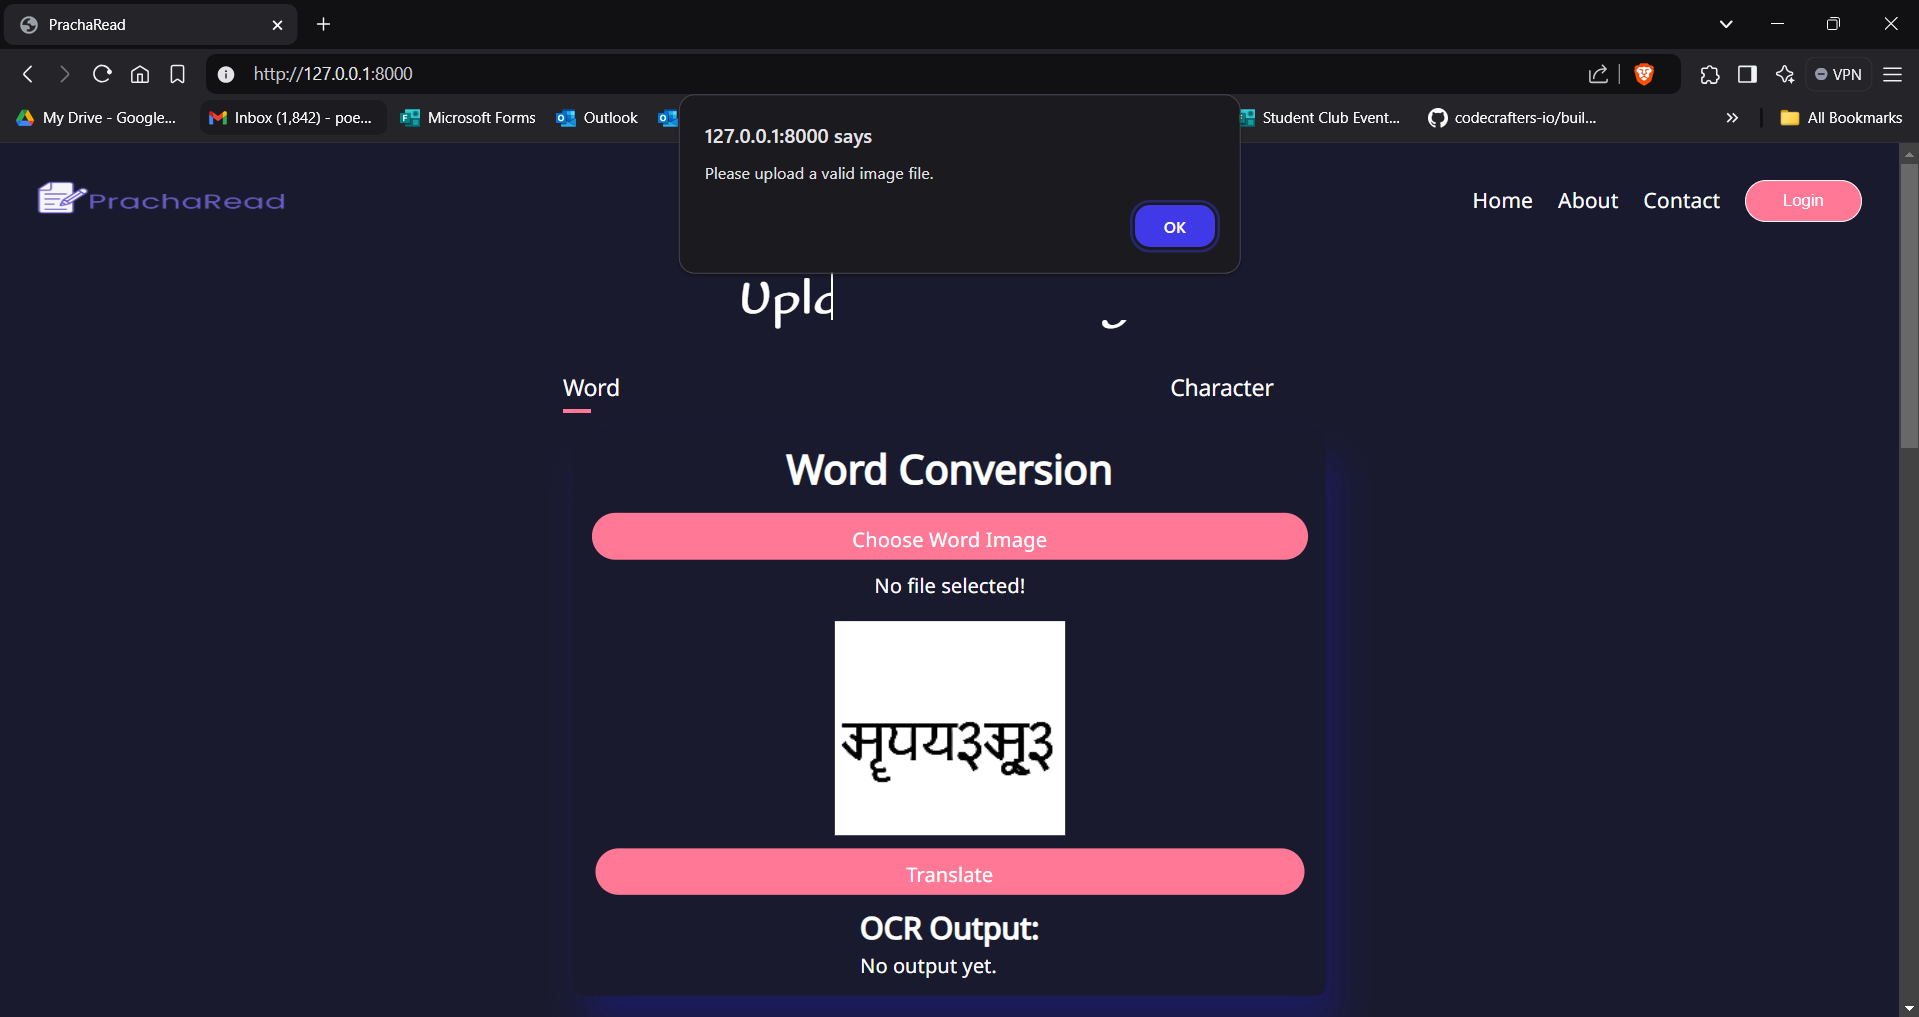 PrachaRead
http://127.0.0.1:8000
VPN
My Drive - Google...
Inbox (1,842) - poe...
Microsoft Forms
Outlook
Student Club Event...
codecrafters-io/buil...
All Bookmarks
127.0.0.1:8000 says
Please upload a valid image file.
OK
PrachaRead
Home
About
Contact
Login
Word
Character
Word Conversion
Choose Word Image
No file selected!
Translate
OCR Output:
No output yet.